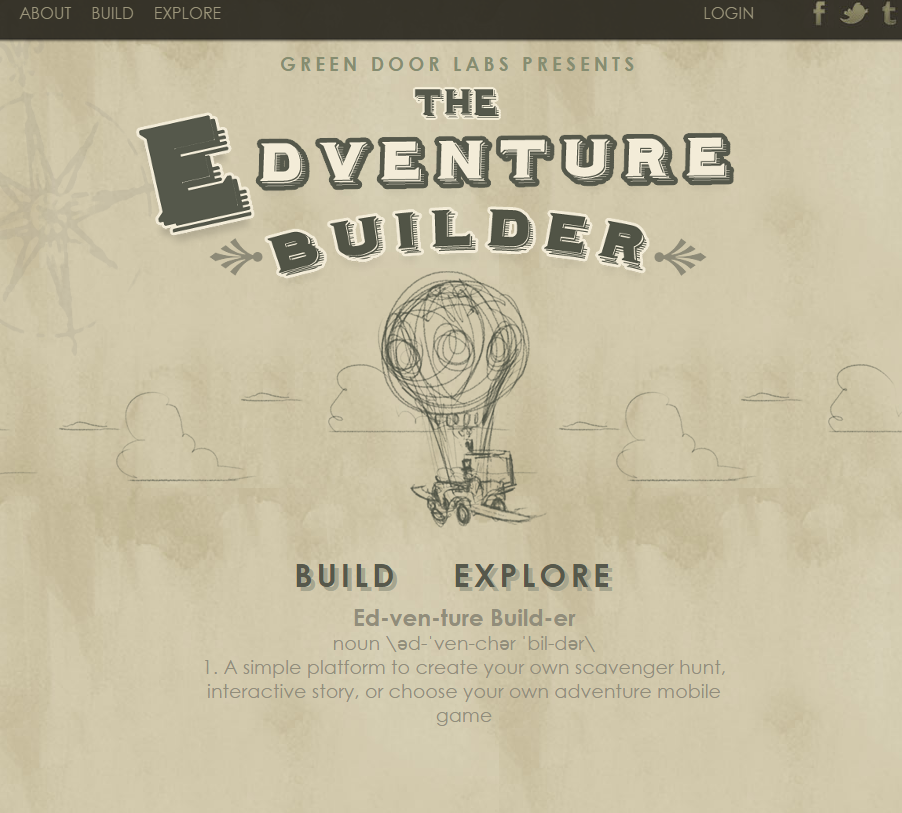 ABOUT BUILD EXPLORE LOGIN
GREEN DOOR LABS PRESENTS
THE
EDVENTURE
BUILDER
BUILD EXPLORE
Ed-ven-ture Build-er
noun \əd-ˈven-chər ˈbil-dər\
1. A simple platform to create your own scavenger hunt,
interactive story, or choose your own adventure mobile
game